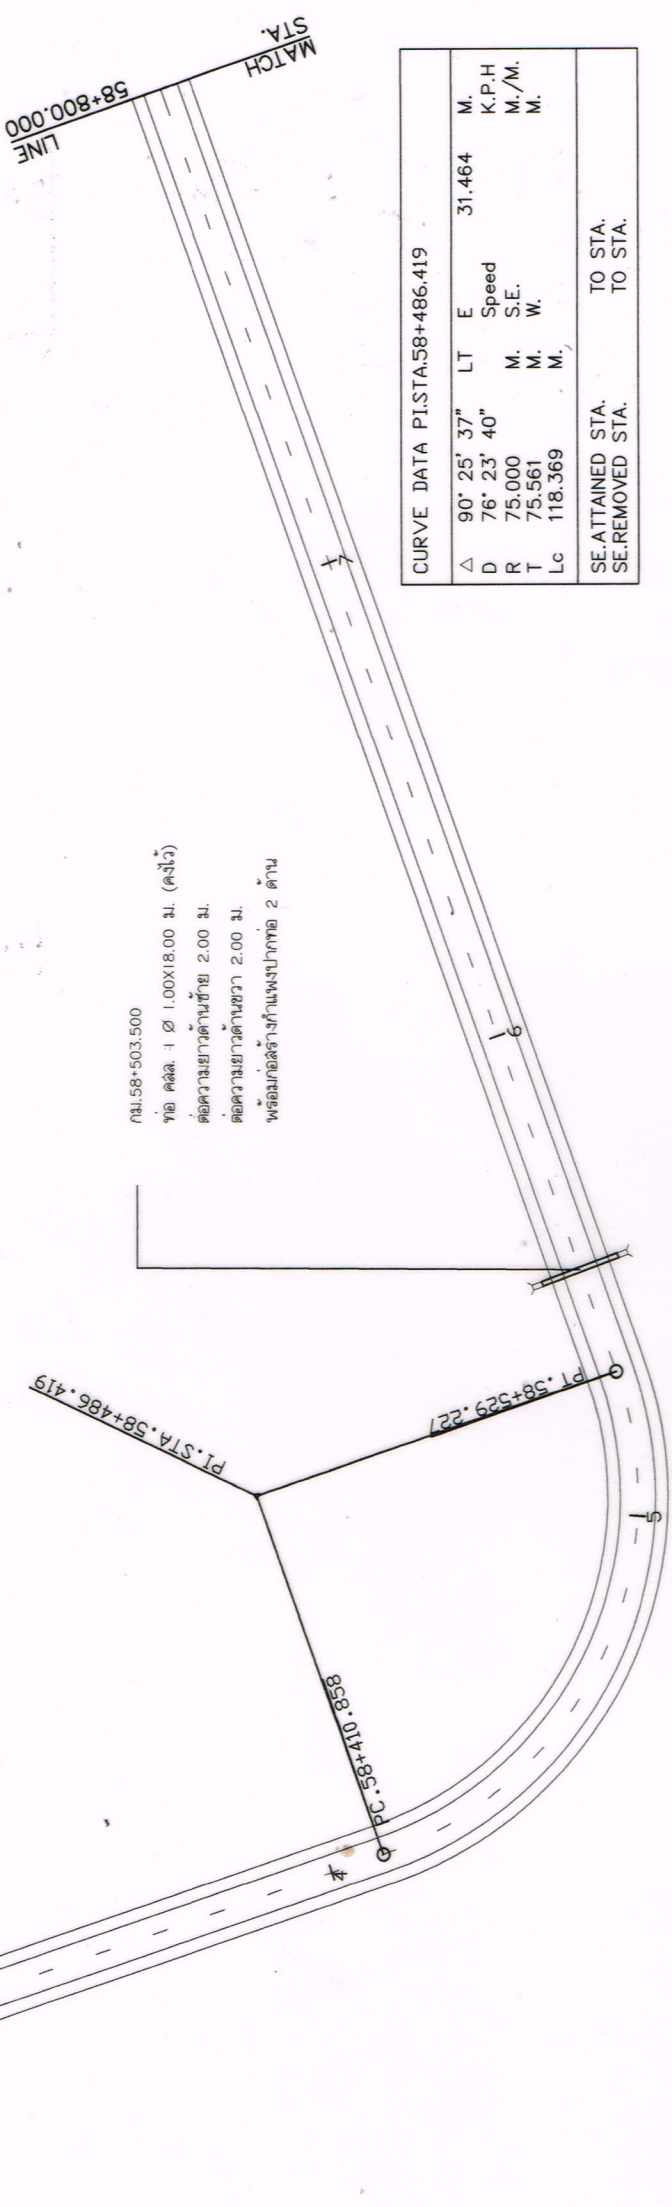 LINE
58+800.000
MATCH
STA.
กม.58+503.500
ท่อ คสล. 1 Ø 1.00X18.00 ม. (คงไว้)
ต่อความยาวด้านซ้าย 2.00 ม.
ต่อความยาวด้านขวา 2.00 ม.
พร้อมก่อสร้างกำแพงปากท่อ 2 ด้าน
PI.STA.58+486.419
PC.58+410.858
PT.58+529.227
4
5
6
7
CURVE DATA PI.STA.58+486.419
△ 90° 25' 37" LT E 31.464 M.
D 76° 23' 40" Speed K.P.H
R 75.000 M. S.E. M./M.
T 75.561 M. W. M.
Lc 118.369 M.
SE.ATTAINED STA. TO STA.
SE.REMOVED STA. TO STA.